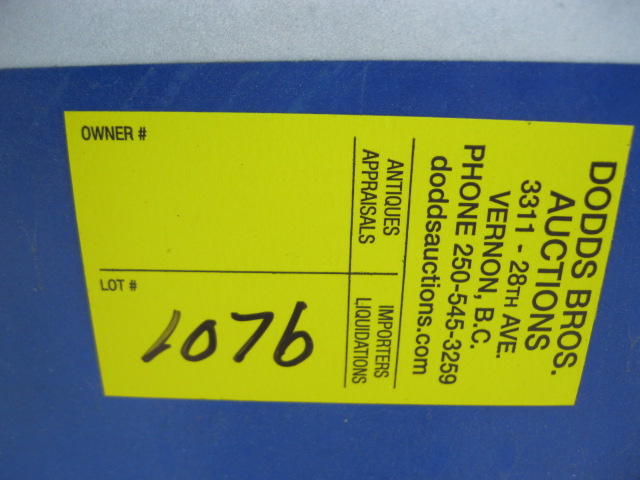 DODDS BROS.
AUCTIONS
3311 - 28TH AVE.
VERNON, B.C.
PHONE 250-545-3259
doddsauctions.com
ANTIQUES IMPORTERS
APPRAISALS LIQUIDATIONS
OWNER #
LOT #
1076